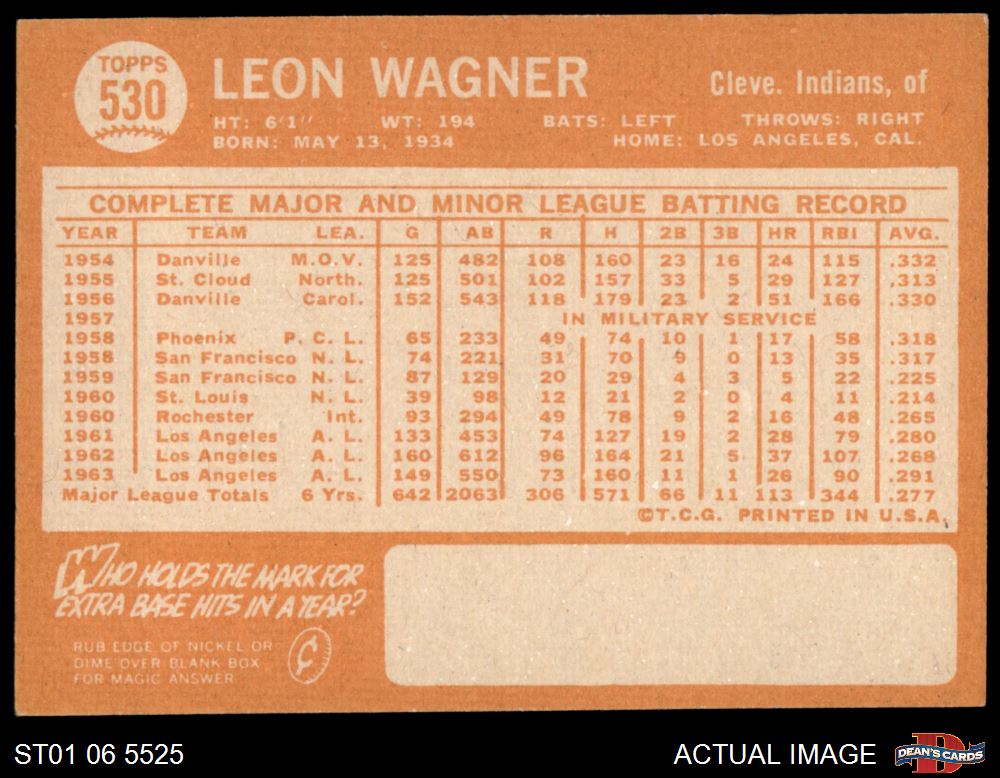 TOPPS
530
LEON WAGNER
Cleve. Indians, of
HT: 6'1" WT: 194 BATS: LEFT THROWS: RIGHT
BORN: MAY 13, 1934 HOME: LOS ANGELES, CAL.
COMPLETE MAJOR AND MINOR LEAGUE BATTING RECORD
YEAR TEAM LEA. G AB R H 2B 3B HR RBI AVG.
1954 Danville M.O.V. 125 482 108 160 23 16 24 115 .332
1955 St. Cloud North. 125 501 102 157 33 5 29 127 .313
1956 Danville Carol. 152 543 118 179 23 2 51 166 .330
1957 IN MILITARY SERVICE
1958 Phoenix P. C. L. 65 233 49 74 10 1 17 58 .318
1958 San Francisco N. L. 74 221 31 70 9 0 13 35 .317
1959 San Francisco N. L. 87 129 20 29 4 3 5 22 .225
1960 St. Louis N. L. 39 98 12 21 2 0 4 11 .214
1960 Rochester Int. 93 294 49 78 9 2 16 48 .265
1961 Los Angeles A. L. 133 453 74 127 19 2 28 79 .280
1962 Los Angeles A. L. 160 612 96 164 21 5 37 107 .268
1963 Los Angeles A. L. 149 550 73 160 11 1 26 90 .291
Major League Totals 6 Yrs. 642 2063 306 571 66 11 113 344 .277
©T.C.G. PRINTED IN U.S.A.
WHO HOLDS THE MARK FOR
EXTRA BASE HITS IN A YEAR?
RUB EDGE OF NICKEL OR
DIME OVER BLANK BOX
FOR MAGIC ANSWER
¢
ST01 06 5525
ACTUAL IMAGE
D
DEAN'S CARDS